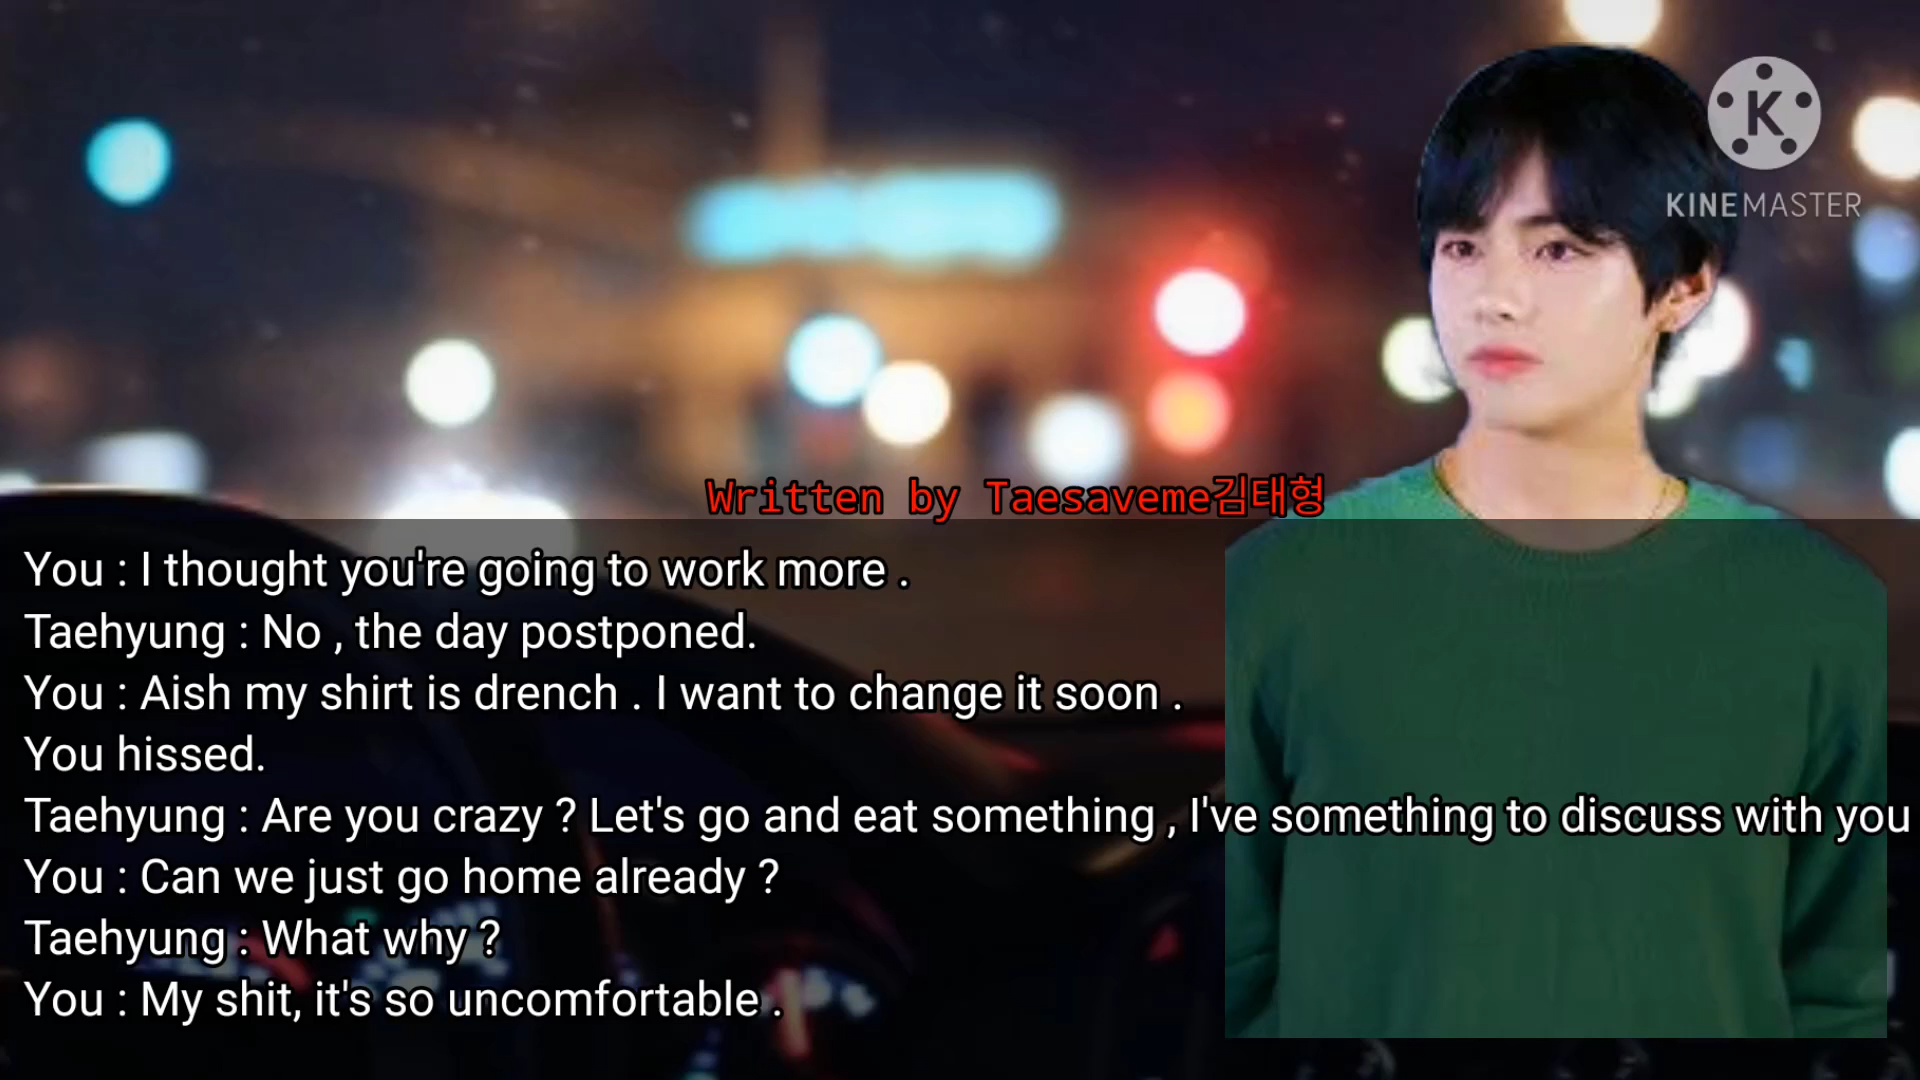 K
KINEMASTER
Written by Taesaveme김태형
You : I thought you're going to work more .
Taehyung : No , the day postponed.
You : Aish my shirt is drench . I want to change it soon .
You hissed.
Taehyung : Are you crazy ? Let's go and eat something , I've something to discuss with you
You : Can we just go home already ?
Taehyung : What why ?
You : My shit, it's so uncomfortable .